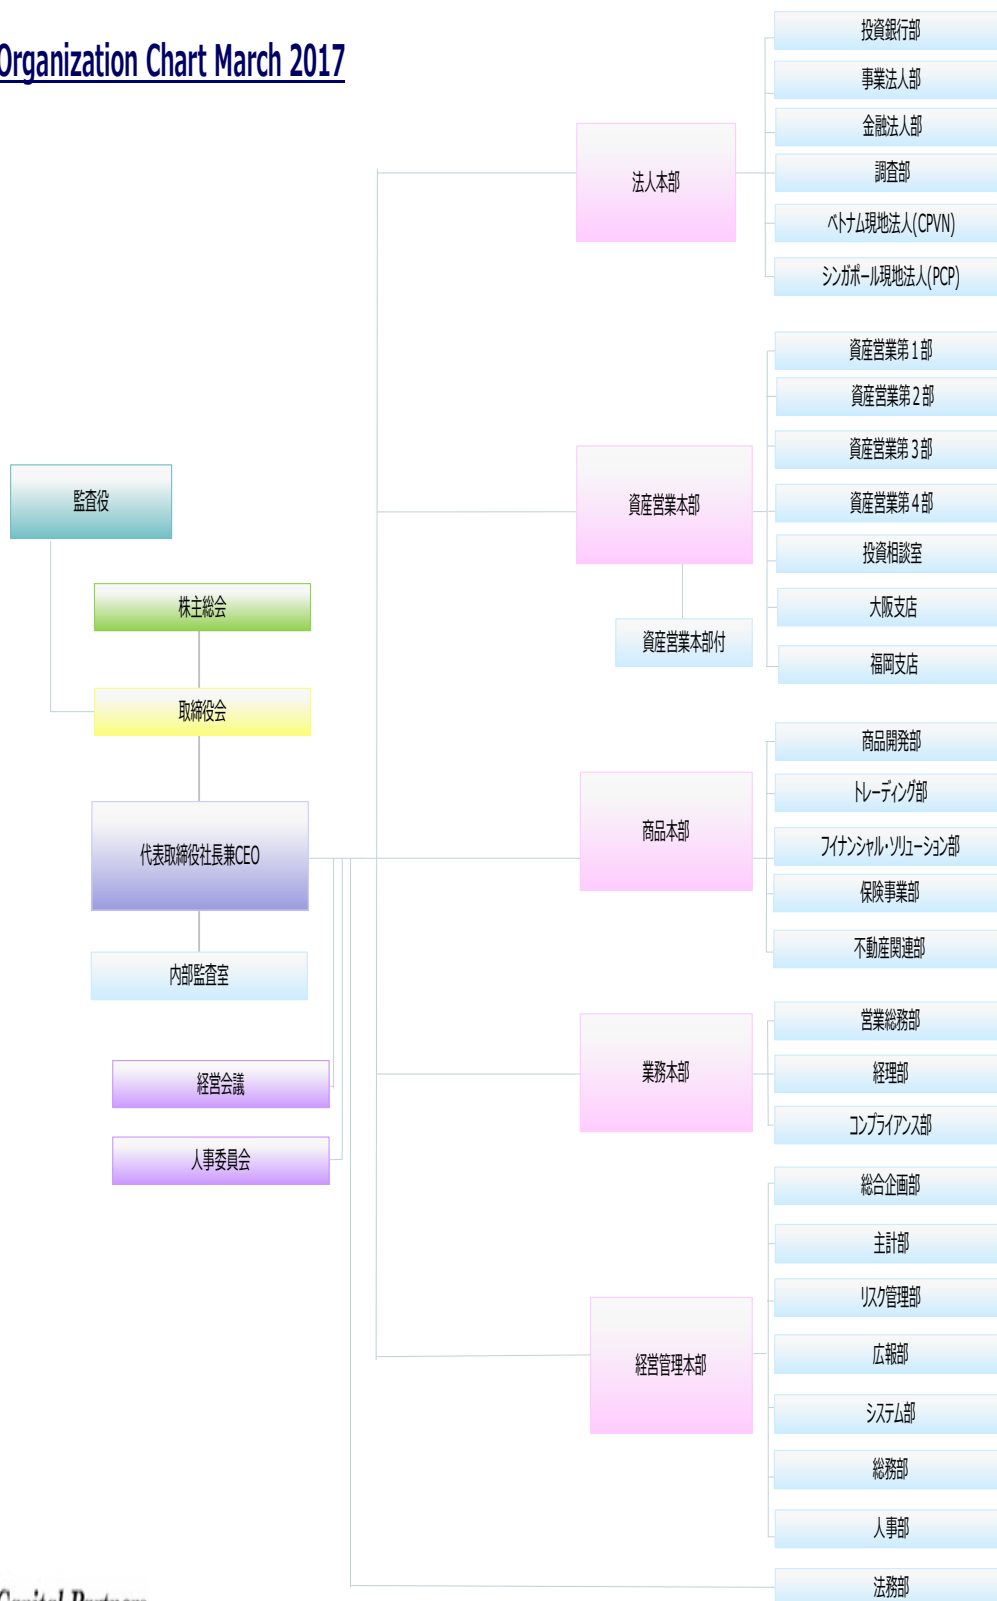 Organization Chart March 2017
監査役
株主総会
取締役会
代表取締役社長兼CEO
内部監査室
経営会議
人事委員会
法人本部
投資銀行部
事業法人部
金融法人部
調査部
ベトナム現地法人(CPVN)
シンガポール現地法人(PCP)
資産営業本部
資産営業本部付
資産営業第１部
資産営業第２部
資産営業第３部
資産営業第４部
投資相談室
大阪支店
福岡支店
商品本部
商品開発部
トレーディング部
フイナンシャル・ソリューション部
保険事業部
不動産関連部
業務本部
営業総務部
経理部
コンプライアンス部
経営管理本部
総合企画部
主計部
リスク管理部
広報部
システム部
総務部
人事部
法務部
Capital Partners